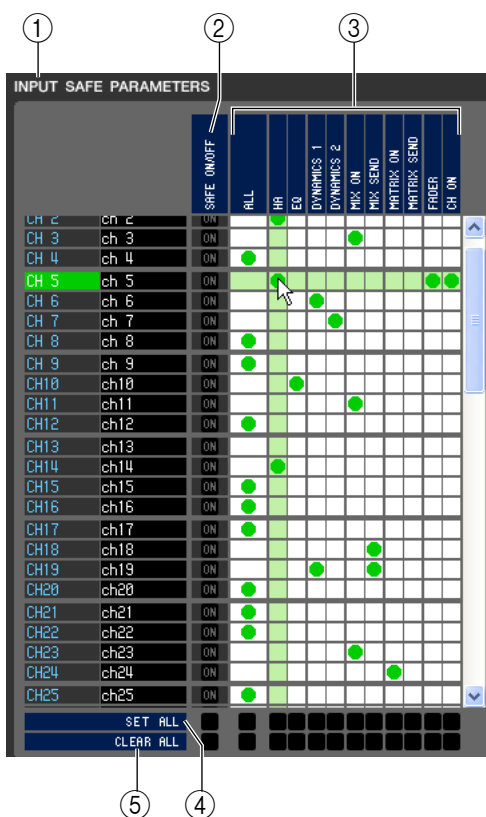 ① ② ③
INPUT SAFE PARAMETERS
SAFE ON/OFF ALL HA EQ DYNAMICS 1 DYNAMICS 2 MIX ON MIX SEND MATRIX ON MATRIX SEND FADER CH ON
CH 2 ch 2 ON
CH 3 ch 3 ON
CH 4 ch 4 ON
CH 5 ch 5 ON
CH 6 ch 6 ON
CH 7 ch 7 ON
CH 8 ch 8 ON
CH 9 ch 9 ON
CH10 ch10 ON
CH11 ch11 ON
CH12 ch12 ON
CH13 ch13 ON
CH14 ch14 ON
CH15 ch15 ON
CH16 ch16 ON
CH17 ch17 ON
CH18 ch18 ON
CH19 ch19 ON
CH20 ch20 ON
CH21 ch21 ON
CH22 ch22 ON
CH23 ch23 ON
CH24 ch24 ON
CH25 ch25 ON
SET ALL
CLEAR ALL
⑤ ④